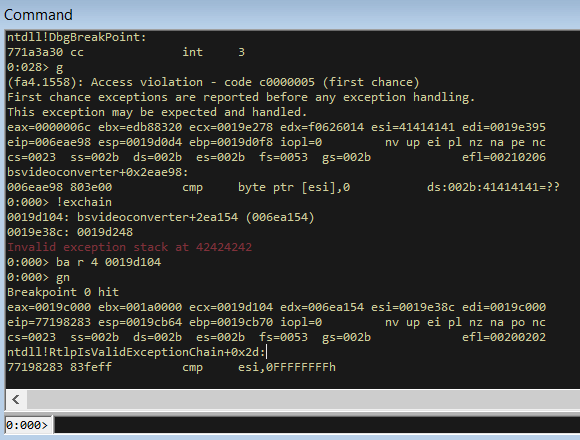 Command
ntdll!DbgBreakPoint:
771a3a30 cc int 3
0:028> g
(fa4.1558): Access violation - code c0000005 (first chance)
First chance exceptions are reported before any exception handling.
This exception may be expected and handled.
eax=0000006c ebx=edb88320 ecx=0019e278 edx=f0626014 esi=41414141 edi=0019e395
eip=006eae98 esp=0019d0d4 ebp=0019d0f8 iopl=0 nv up ei pl nz na pe nc
cs=0023 ss=002b ds=002b es=002b fs=0053 gs=002b efl=00210206
bsvideoconverter+0x2eae98:
006eae98 803e00 cmp byte ptr [esi],0 ds:002b:41414141=??
0:000> !exchain
0019d104: bsvideoconverter+2ea154 (006ea154)
0019e38c: 0019d248
Invalid exception stack at 42424242
0:000> ba r 4 0019d104
0:000> gn
Breakpoint 0 hit
eax=0019c000 ebx=001a0000 ecx=0019d104 edx=006ea154 esi=0019e38c edi=0019c000
eip=77198283 esp=0019cb64 ebp=0019cb70 iopl=0 nv up ei pl nz na po nc
cs=0023 ss=002b ds=002b es=002b fs=0053 gs=002b efl=00200202
ntdll!RtlpIsValidExceptionChain+0x2d:
77198283 83feff cmp esi,0FFFFFFFFh
0:000>